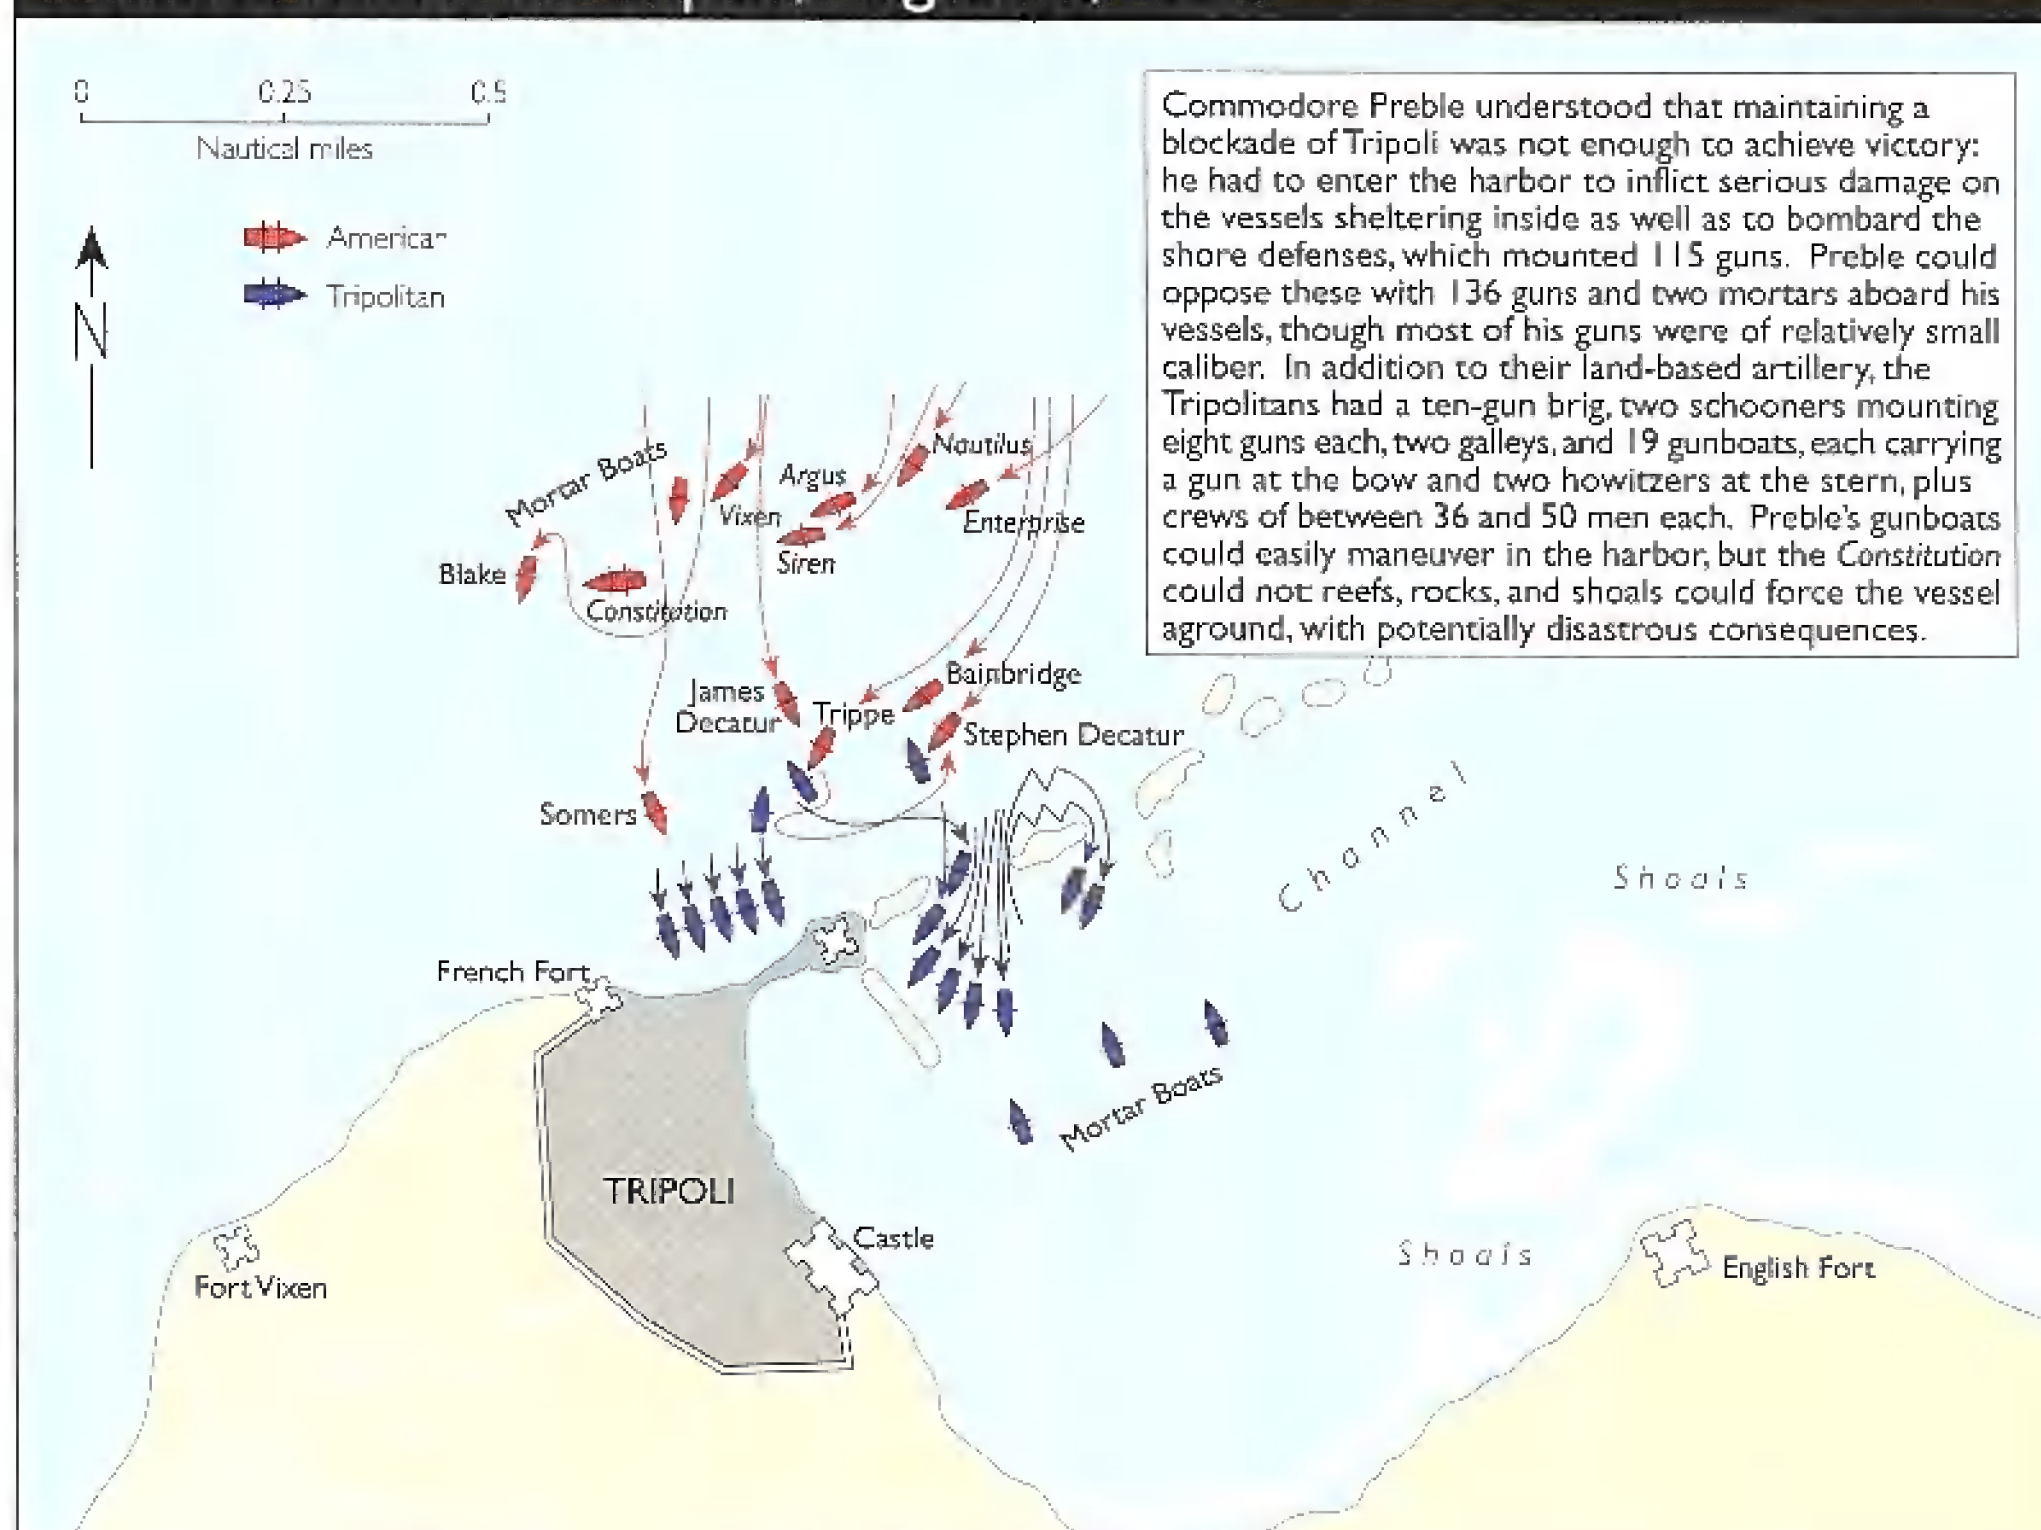 0 0.25 0.5
Nautical miles
N
American
Tripolitan
Commodore Preble understood that maintaining a
blockade of Tripoli was not enough to achieve victory:
he had to enter the harbor to inflict serious damage on
the vessels sheltering inside as well as to bombard the
shore defenses, which mounted 115 guns. Preble could
oppose these with 136 guns and two mortars aboard his
vessels, though most of his guns were of relatively small
caliber. In addition to their land-based artillery, the
Tripolitans had a ten-gun brig, two schooners mounting
eight guns each, two galleys, and 19 gunboats, each carrying
a gun at the bow and two howitzers at the stern, plus
crews of between 36 and 50 men each. Preble's gunboats
could easily maneuver in the harbor, but the Constitution
could not: reefs, rocks, and shoals could force the vessel
aground, with potentially disastrous consequences.
Mortar Boats
Nautilus
Argus
Vixen
Enterprise
Siren
Blake
Constitution
Bainbridge
James
Decatur
Trippe
Stephen Decatur
Somers
Channel
Shoals
French Fort
Mortar Boats
TRIPOLI
Castle
Shoals
English Fort
Fort Vixen